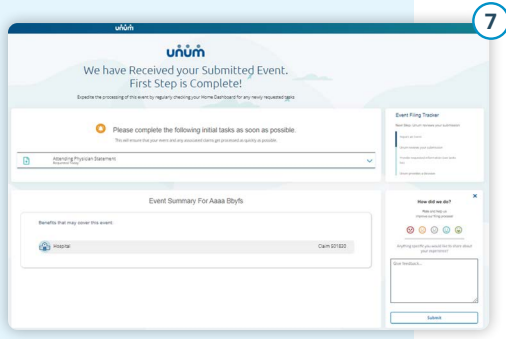 7
unum
unum
We have Received your Submitted Event.
First Step is Complete!
Expedite the processing of this event by regularly checking your Home Dashboard for any newly requested tasks
Please complete the following initial tasks as soon as possible.
This will ensure that your event and any associated claims get processed as quickly as possible.
Attending Physician Statement
Event Filing Tracker
Event Summary For Aaaa Bbyfs
Benefits that may cover this event
Hospital
Claim 501830
How did we do?
Rate and help us
improve our filing process!
Anything specific you would like to share about
your experience?
Give feedback...
Submit